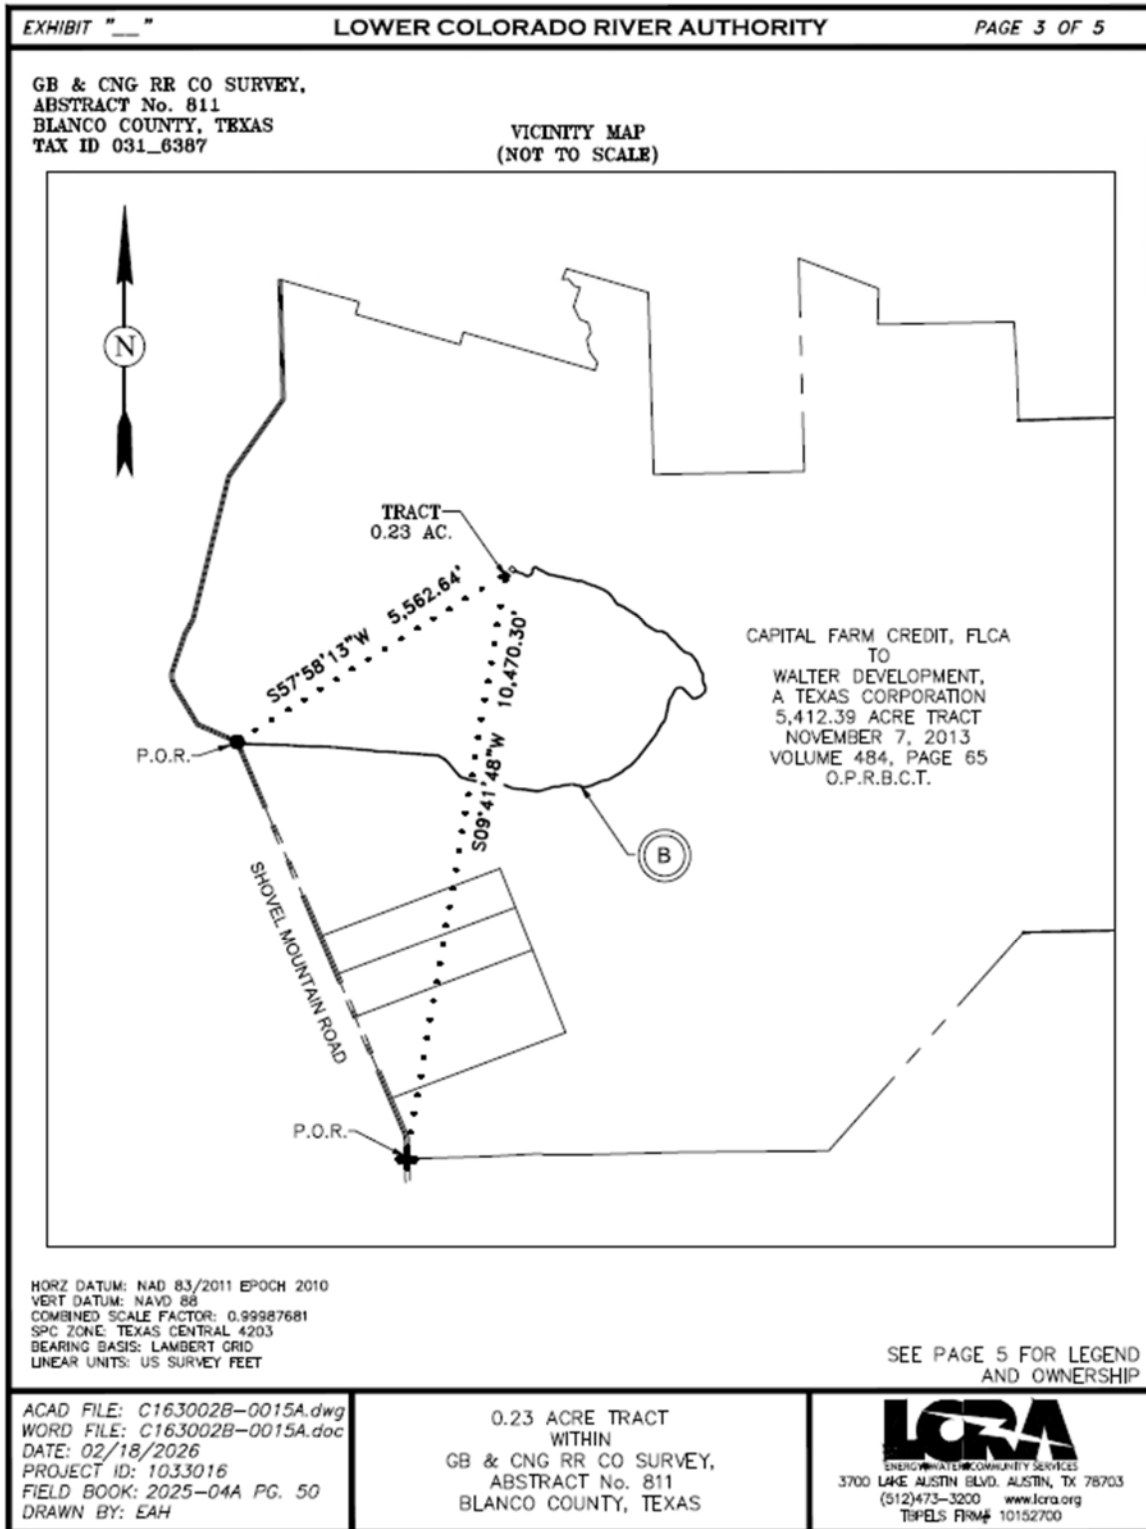 EXHIBIT "__"
LOWER COLORADO RIVER AUTHORITY
PAGE 3 OF 5
GB & CNG RR CO SURVEY,
ABSTRACT No. 811
BLANCO COUNTY, TEXAS
TAX ID 031_6387
VICINITY MAP
(NOT TO SCALE)
N
TRACT
0.23 AC.
S57°58'13"W 5,562.64'
S09°41'48"W 10,470.30'
CAPITAL FARM CREDIT, FLCA
TO
WALTER DEVELOPMENT,
A TEXAS CORPORATION
5,412.39 ACRE TRACT
NOVEMBER 7, 2013
VOLUME 484, PAGE 65
O.P.R.B.C.T.
P.O.R.
B
SHOVEL MOUNTAIN ROAD
P.O.R.
HORZ DATUM: NAD 83/2011 EPOCH 2010
VERT DATUM: NAVD 88
COMBINED SCALE FACTOR: 0.99987681
SPC ZONE: TEXAS CENTRAL 4203
BEARING BASIS: LAMBERT GRID
LINEAR UNITS: US SURVEY FEET
SEE PAGE 5 FOR LEGEND
AND OWNERSHIP
ACAD FILE: C163002B-0015A.dwg
WORD FILE: C163002B-0015A.doc
DATE: 02/18/2026
PROJECT ID: 1033016
FIELD BOOK: 2025-04A PG. 50
DRAWN BY: EAH
0.23 ACRE TRACT
WITHIN
GB & CNG RR CO SURVEY,
ABSTRACT No. 811
BLANCO COUNTY, TEXAS
LCRA
ENERGY•WATER•COMMUNITY SERVICES
3700 LAKE AUSTIN BLVD. AUSTIN, TX 78703
(512)473-3200 www.lcra.org
TBPELS FIRM# 10152700